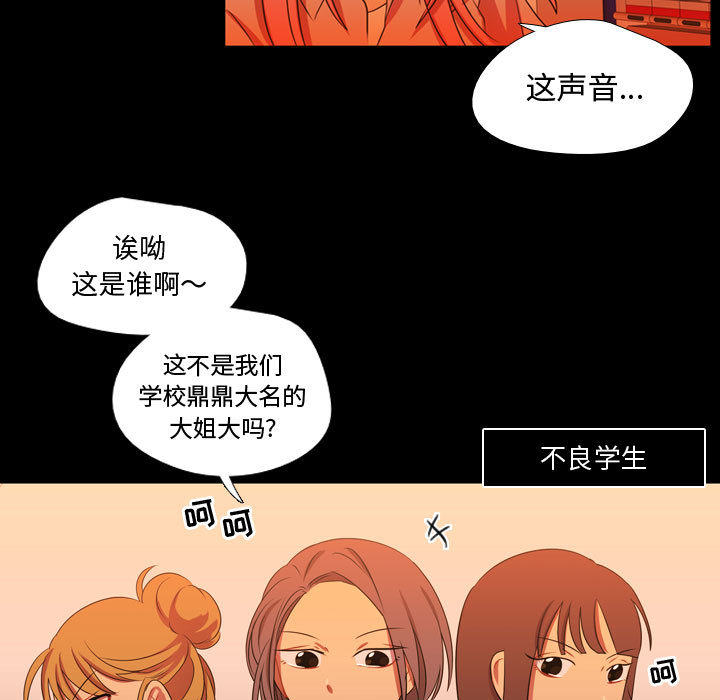 这声音…
诶呦
这是谁啊～
这不是我们
学校鼎鼎大名的
大姐大吗?
不良学生
呵
呵
呵